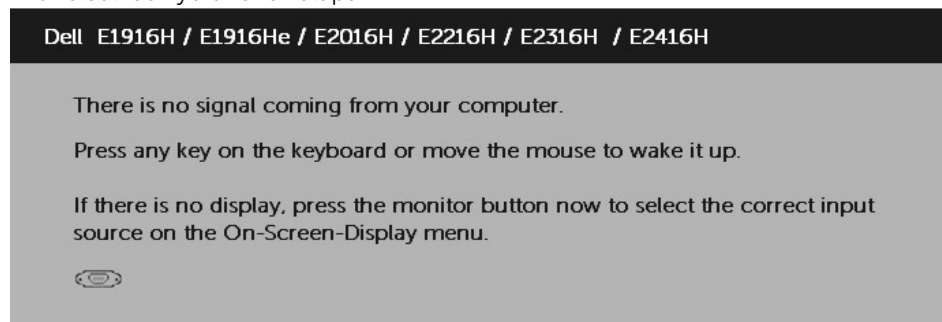 Dell E1916H / E1916He / E2016H / E2216H / E2316H / E2416H
There is no signal coming from your computer.
Press any key on the keyboard or move the mouse to wake it up.
If there is no display, press the monitor button now to select the correct input
source on the On-Screen-Display menu.